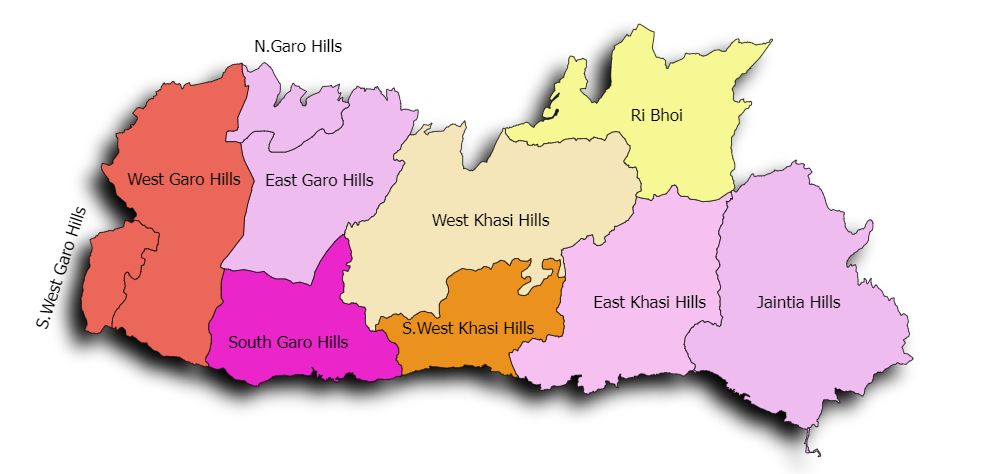 N.Garo Hills
Ri Bhoi
West Garo Hills
East Garo Hills
West Khasi Hills
S.West Garo Hills
East Khasi Hills
Jaintia Hills
S.West Khasi Hills
South Garo Hills